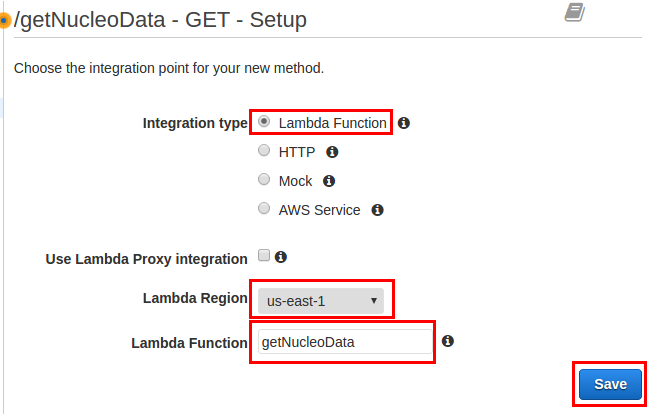 /getNucleoData - GET - Setup
Choose the integration point for your new method.
Integration type Lambda Function
HTTP
Mock
AWS Service
Use Lambda Proxy integration
Lambda Region us-east-1
Lambda Function getNucleoData
Save